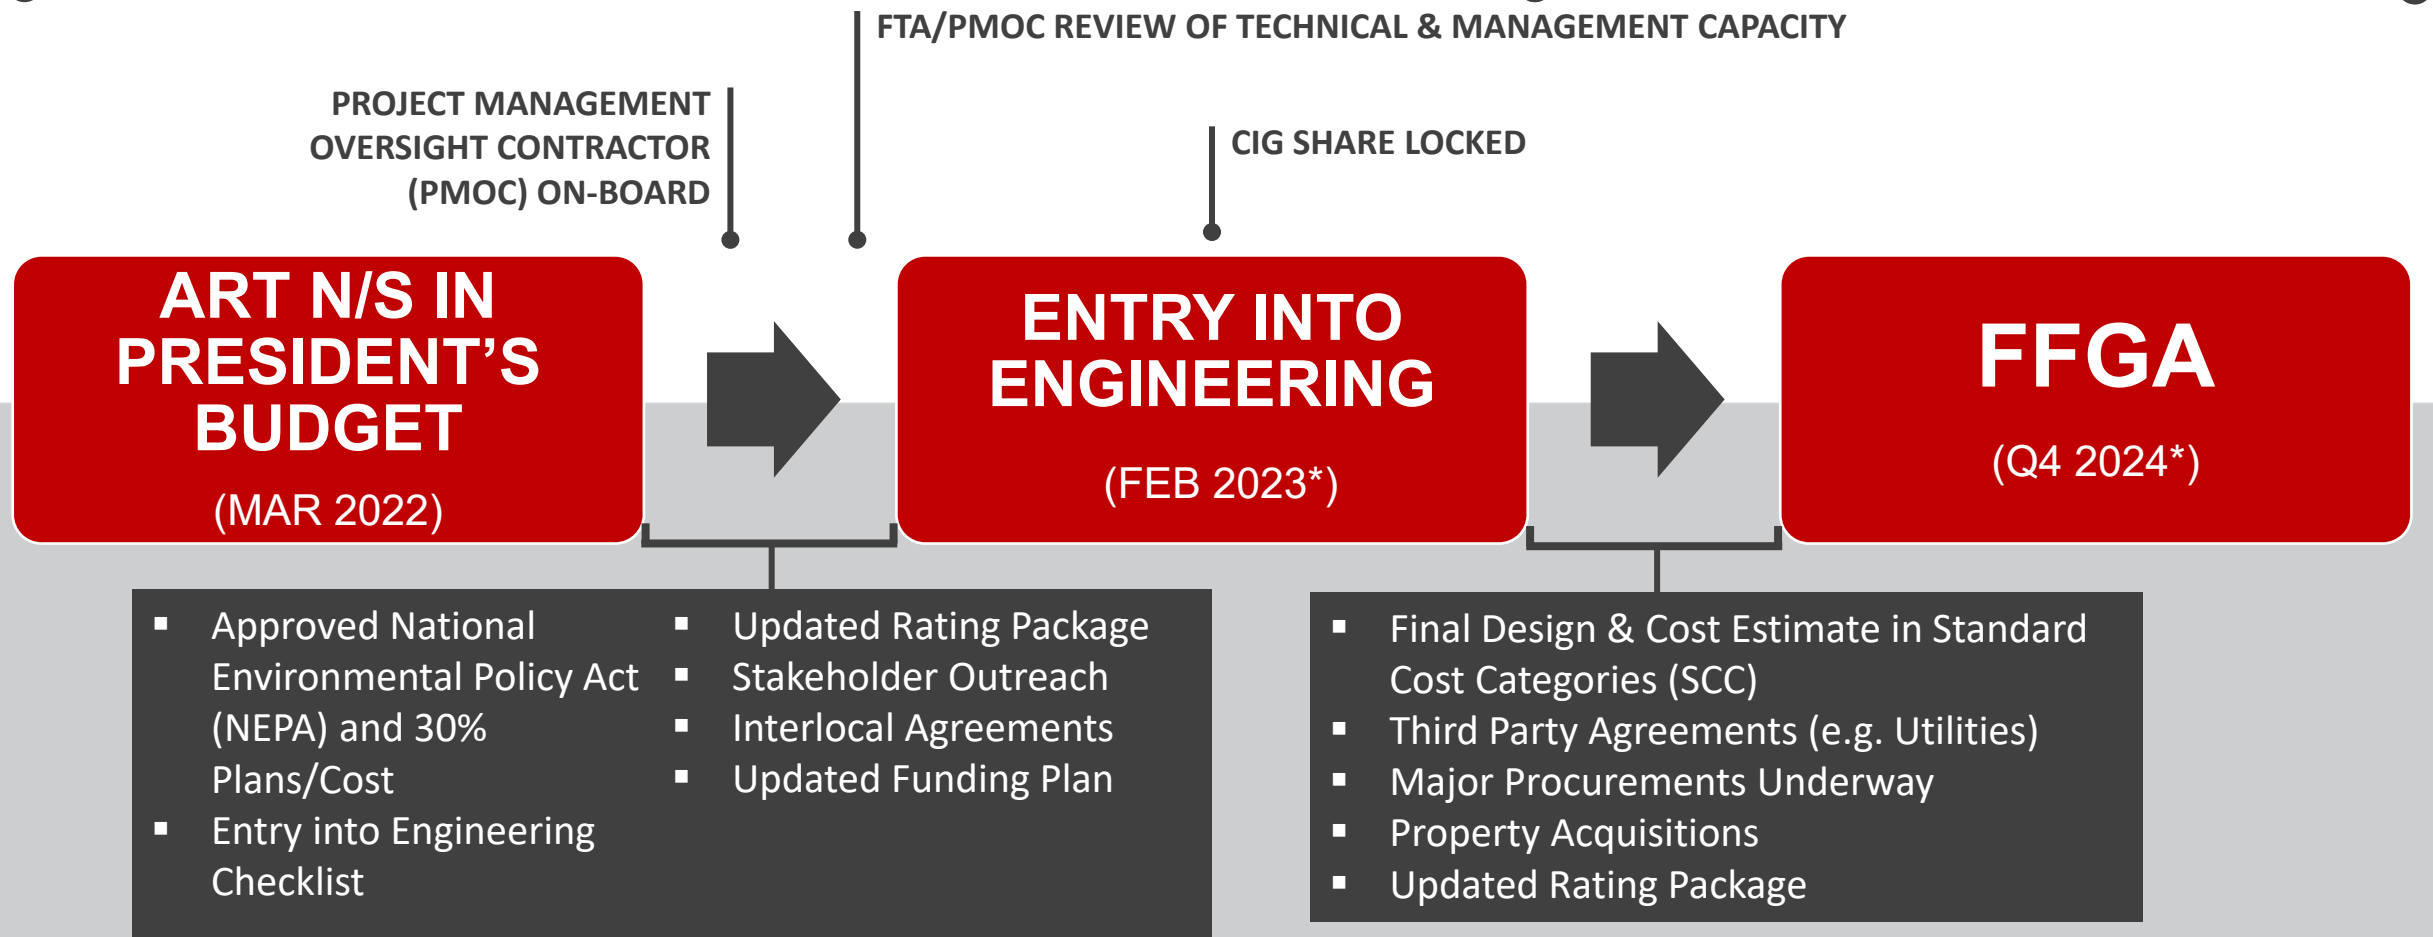 FTA/PMOC REVIEW OF TECHNICAL & MANAGEMENT CAPACITY
PROJECT MANAGEMENT
OVERSIGHT CONTRACTOR
(PMOC) ON-BOARD
CIG SHARE LOCKED
ART N/S IN
PRESIDENT’S
BUDGET
(MAR 2022)
ENTRY INTO
ENGINEERING
(FEB 2023*)
FFGA
(Q4 2024*)
▪ Approved National
Environmental Policy Act
(NEPA) and 30%
Plans/Cost
▪ Entry into Engineering
Checklist
▪ Updated Rating Package
▪ Stakeholder Outreach
▪ Interlocal Agreements
▪ Updated Funding Plan
▪ Final Design & Cost Estimate in Standard
Cost Categories (SCC)
▪ Third Party Agreements (e.g. Utilities)
▪ Major Procurements Underway
▪ Property Acquisitions
▪ Updated Rating Package